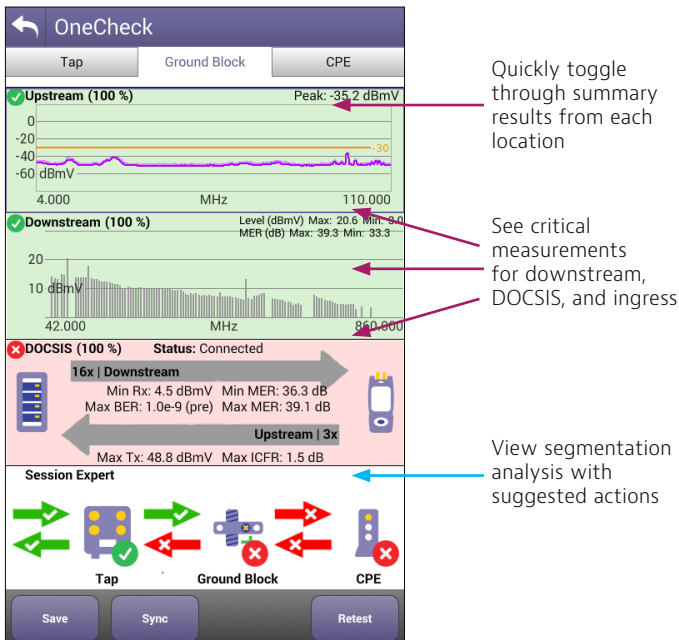 OneCheck
Tap Ground Block CPE
Upstream (100 %) Peak: -35.2 dBmV
0
-20
-30
-40
-60 dBmV
4.000 MHz 110.000
Downstream (100 %) Level (dBmV) Max: 20.6 Min: 3.0
MER (dB) Max: 39.3 Min: 33.3
20
10 dBmV
42.000 MHz 860.000
DOCSIS (100 %) Status: Connected
16x | Downstream
Min Rx: 4.5 dBmV Min MER: 36.3 dB
Max BER: 1.0e-9 (pre) Max MER: 39.1 dB
Upstream | 3x
Max Tx: 48.8 dBmV Max ICFR: 1.5 dB
Session Expert
Tap Ground Block CPE
Save Sync Retest
Quickly toggle
through summary
results from each
location
See critical
measurements
for downstream,
DOCSIS, and ingress
View segmentation
analysis with
suggested actions